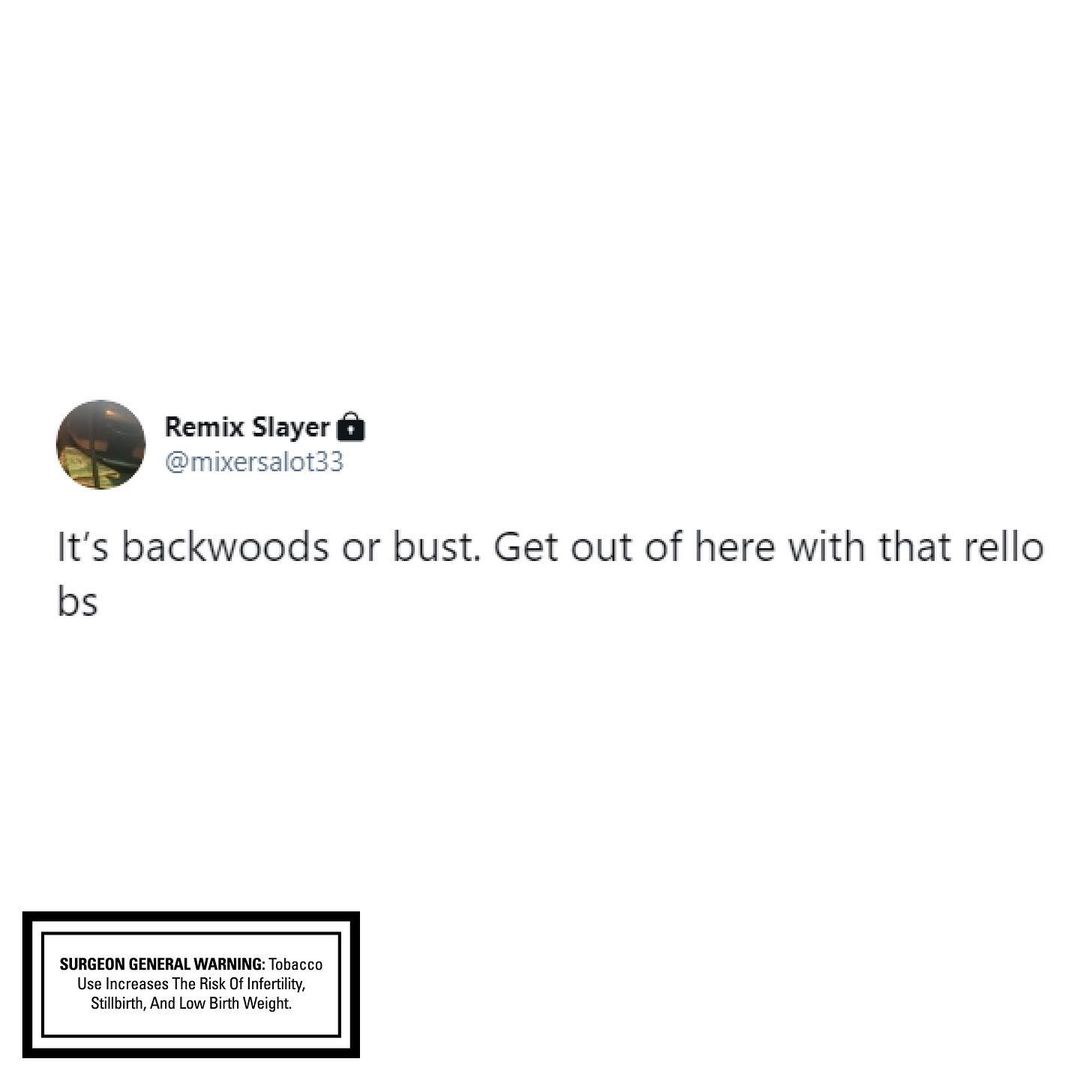 Remix Slayer
@mixersalot33
It’s backwoods or bust. Get out of here with that rello
bs
SURGEON GENERAL WARNING: Tobacco
Use Increases The Risk Of Infertility,
Stillbirth, And Low Birth Weight.